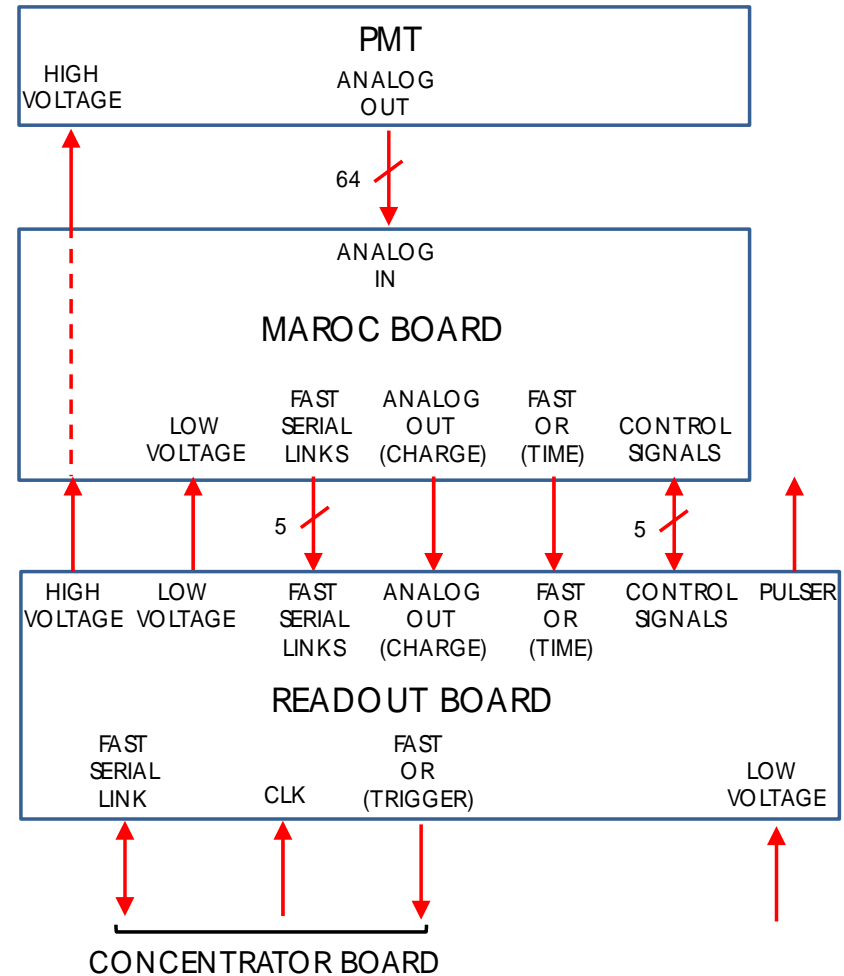 PMT
HIGH
VOLTAGE
ANALOG
OUT
64
ANALOG
IN
MAROC BOARD
LOW
VOLTAGE
FAST
SERIAL
LINKS
ANALOG
OUT
(CHARGE)
FAST
OR
(TIME)
CONTROL
SIGNALS
5
5
HIGH
VOLTAGE
LOW
VOLTAGE
FAST
SERIAL
LINKS
ANALOG
OUT
(CHARGE)
FAST
OR
(TIME)
CONTROL
SIGNALS
PULSER
READOUT BOARD
FAST
SERIAL
LINK
CLK
FAST
OR
(TRIGGER)
LOW
VOLTAGE
CONCENTRATOR BOARD